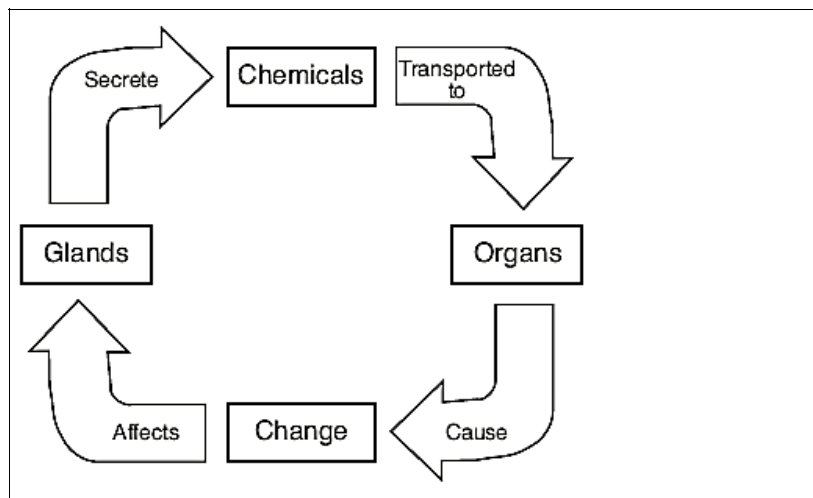 Secrete
Chemicals
Transported
to
Glands
Organs
Affects
Change
Cause